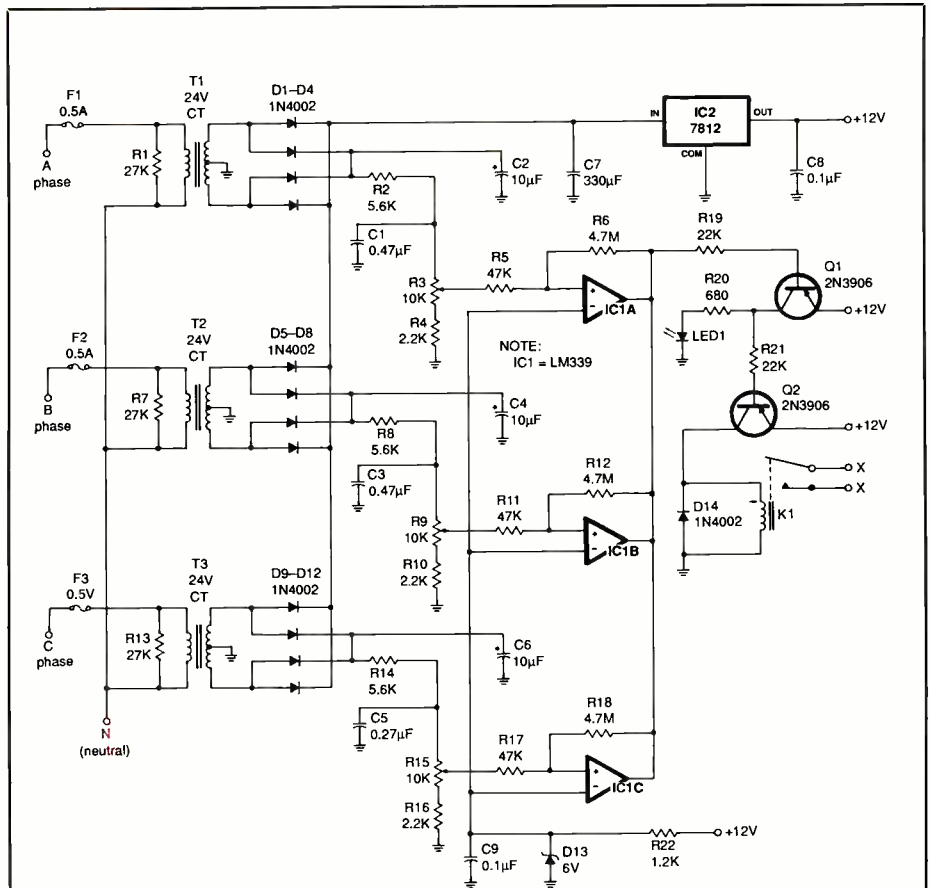 F1
0.5A
A
phase
R1
27K
T1
24V
CT
D1–D4
1N4002
R2
5.6K
C1
0.47µF
R3
10K
R4
2.2K
C2
10µF
C7
330µF
IN
IC2
7812
OUT
COM
+12V
C8
0.1µF
R5
47K
R6
4.7M
+
-
IC1A
NOTE:
IC1 = LM339
R19
22K
R20
680
LED1
Q1
2N3906
+12V
R21
22K
Q2
2N3906
+12V
D14
1N4002
K1
X
X
F2
0.5A
B
phase
R7
27K
T2
24V
CT
D5–D8
1N4002
R8
5.6K
C3
0.47µF
C4
10µF
R9
10K
R10
2.2K
R11
47K
R12
4.7M
+
-
IC1B
F3
0.5V
C
phase
R13
27K
T3
24V
CT
D9–D12
1N4002
R14
5.6K
C5
0.27µF
C6
10µF
R15
10K
R16
2.2K
R17
47K
R18
4.7M
+
-
IC1C
N
(neutral)
C9
0.1µF
D13
6V
R22
1.2K
+12V